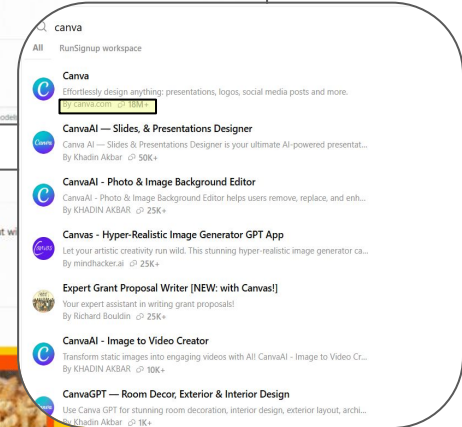 canva
All RunSignup workspace
Canva
Effortlessly design anything: presentations, logos, social media posts and more.
By canva.com 18M+
CanvaAI — Slides, & Presentations Designer
Canva AI — Slides & Presentations Designer is your ultimate AI-powered presentat...
By Khadin Akbar 50K+
CanvaAI - Photo & Image Background Editor
CanvaAI - Photo & Image Background Editor helps users remove, replace, and enh...
By KHADIN AKBAR 25K+
Canvas - Hyper-Realistic Image Generator GPT App
Let your artistic creativity run wild. This stunning hyper-realistic image generator ca...
By mindhacker.ai 25K+
Expert Grant Proposal Writer [NEW: with Canvas!]
Your expert assistant in writing grant proposals!
By Richard Bouldin 25K+
CanvaAI - Image to Video Creator
Transform static images into engaging videos with AI! CanvaAI - Image to Video Cr...
By KHADIN AKBAR 10K+
CanvaGPT — Room Decor, Exterior & Interior Design
Use Canva GPT for stunning room decoration, interior design, exterior layout, archi...
By Khadin Akbar 1K+